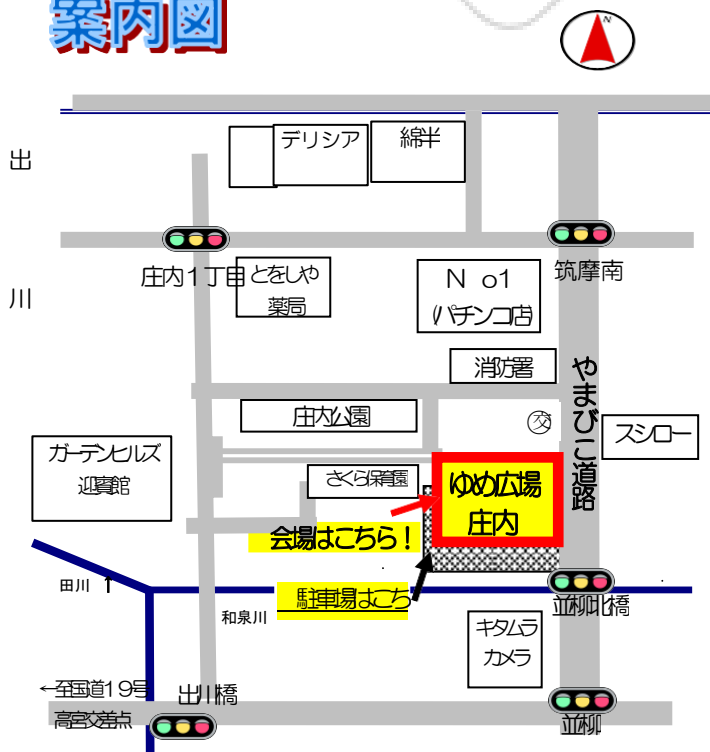 案内図
N
デリシア
綿半
出
川
庄内1丁目
とをしや
薬局
No1
(パチンコ店)
筑摩南
消防署
やまびこ道路
庄内公園
交
スシロー
ガーデンヒルズ
迎賓館
さくら保育園
ゆめ広場
庄内
会場はこちら！
田川
駐車場はこち
和泉川
並柳北橋
キタムラ
カメラ
←至国道19号
高宮交差点
出川橋
並柳